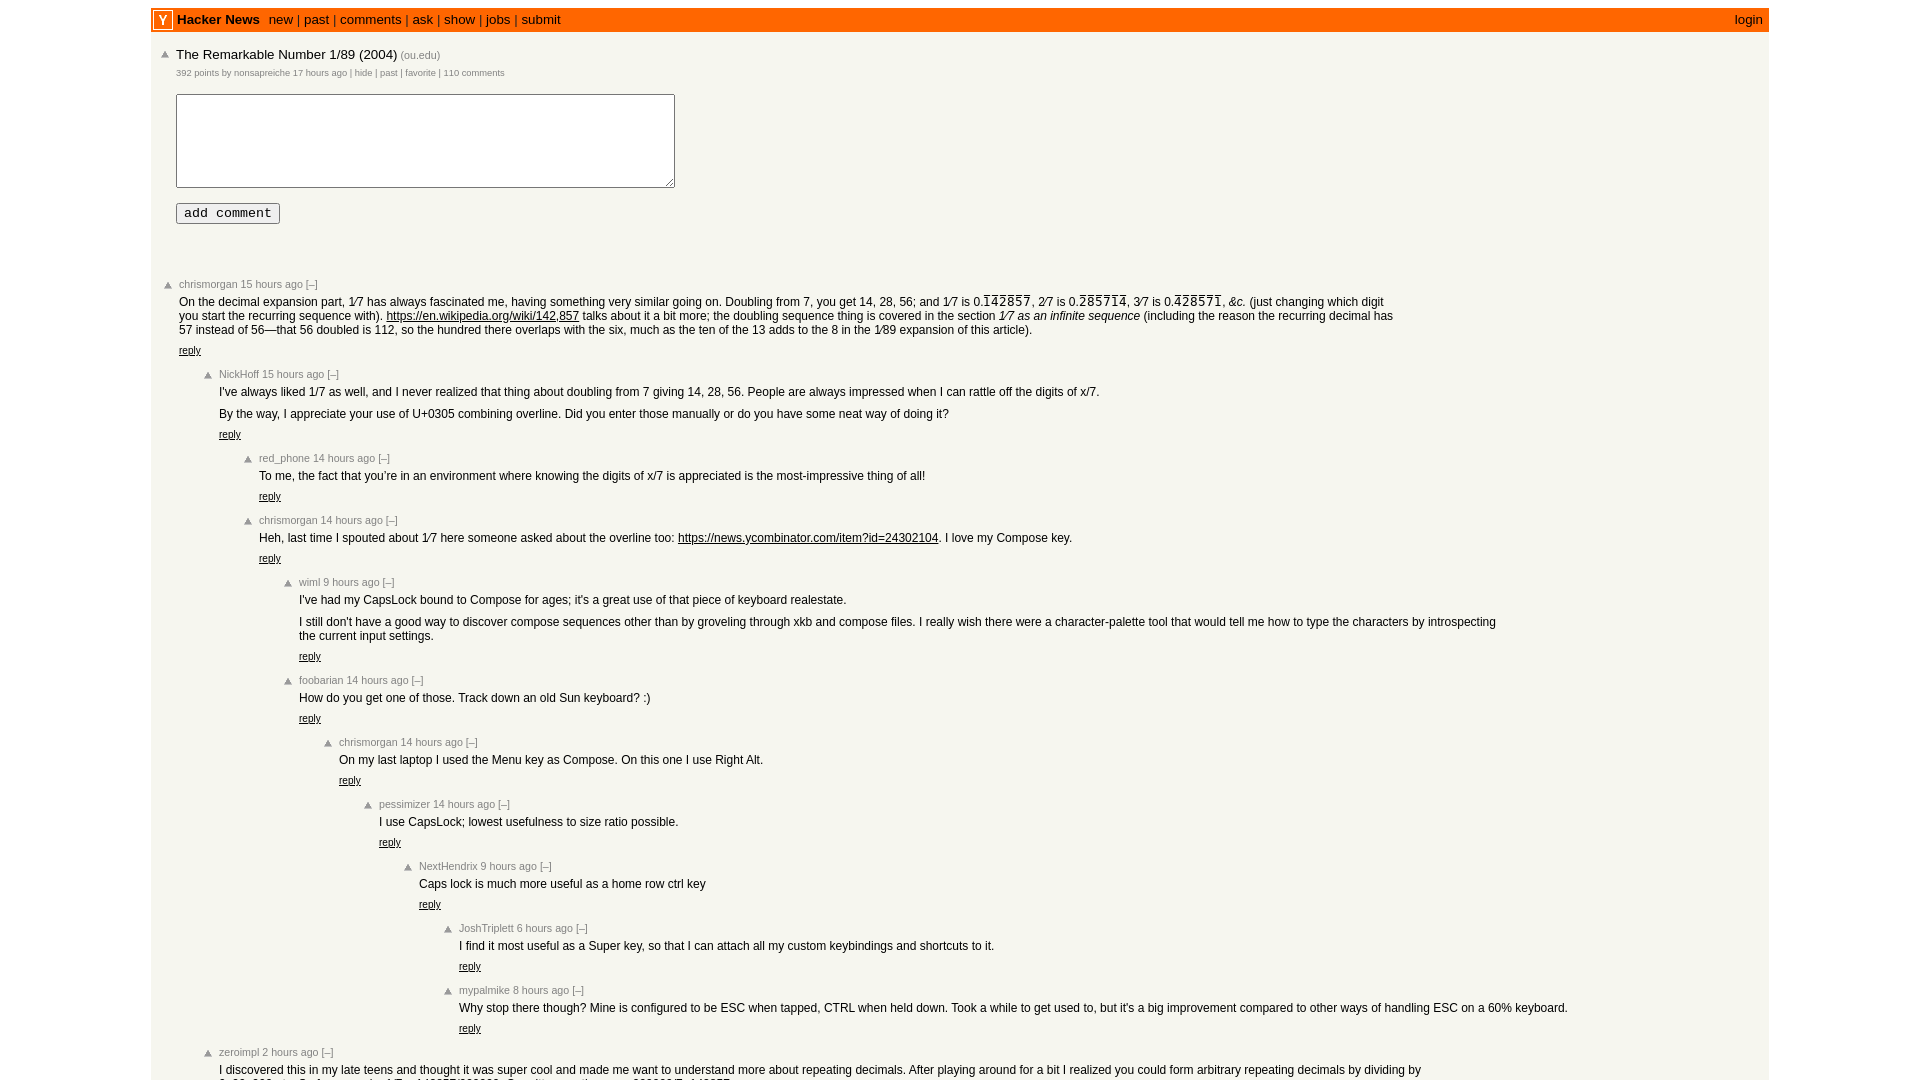 Y Hacker News new | past | comments | ask | show | jobs | submit login
The Remarkable Number 1/89 (2004) (ou.edu)
392 points by nonsapreiche 17 hours ago | hide | past | favorite | 110 comments
add comment
chrismorgan 15 hours ago [–]
On the decimal expansion part, 1⁄7 has always fascinated me, having something very similar going on. Doubling from 7, you get 14, 28, 56; and 1⁄7 is 0.1̅4̅2̅8̅5̅7̅, 2⁄7 is 0.2̅8̅5̅7̅1̅4̅, 3⁄7 is 0.4̅2̅8̅5̅7̅1̅, &c. (just changing which digit
you start the recurring sequence with). https://en.wikipedia.org/wiki/142,857 talks about it a bit more; the doubling sequence thing is covered in the section 1⁄7 as an infinite sequence (including the reason the recurring decimal has
57 instead of 56—that 56 doubled is 112, so the hundred there overlaps with the six, much as the ten of the 13 adds to the 8 in the 1⁄89 expansion of this article).
reply
NickHoff 15 hours ago [–]
I've always liked 1/7 as well, and I never realized that thing about doubling from 7 giving 14, 28, 56. People are always impressed when I can rattle off the digits of x/7.
By the way, I appreciate your use of U+0305 combining overline. Did you enter those manually or do you have some neat way of doing it?
reply
red_phone 14 hours ago [–]
To me, the fact that you’re in an environment where knowing the digits of x/7 is appreciated is the most-impressive thing of all!
reply
chrismorgan 14 hours ago [–]
Heh, last time I spouted about 1⁄7 here someone asked about the overline too: https://news.ycombinator.com/item?id=24302104. I love my Compose key.
reply
wiml 9 hours ago [–]
I've had my CapsLock bound to Compose for ages; it's a great use of that piece of keyboard realestate.
I still don't have a good way to discover compose sequences other than by groveling through xkb and compose files. I really wish there were a character-palette tool that would tell me how to type the characters by introspecting
the current input settings.
reply
foobarian 14 hours ago [–]
How do you get one of those. Track down an old Sun keyboard? :)
reply
chrismorgan 14 hours ago [–]
On my last laptop I used the Menu key as Compose. On this one I use Right Alt.
reply
pessimizer 14 hours ago [–]
I use CapsLock; lowest usefulness to size ratio possible.
reply
NextHendrix 9 hours ago [–]
Caps lock is much more useful as a home row ctrl key
reply
JoshTriplett 6 hours ago [–]
I find it most useful as a Super key, so that I can attach all my custom keybindings and shortcuts to it.
reply
mypalmike 8 hours ago [–]
Why stop there though? Mine is configured to be ESC when tapped, CTRL when held down. Took a while to get used to, but it's a big improvement compared to other ways of handling ESC on a 60% keyboard.
reply
zeroimpl 2 hours ago [–]
I discovered this in my late teens and thought it was super cool and made me want to understand more about repeating decimals. After playing around for a bit I realized you could form arbitrary repeating decimals by dividing by